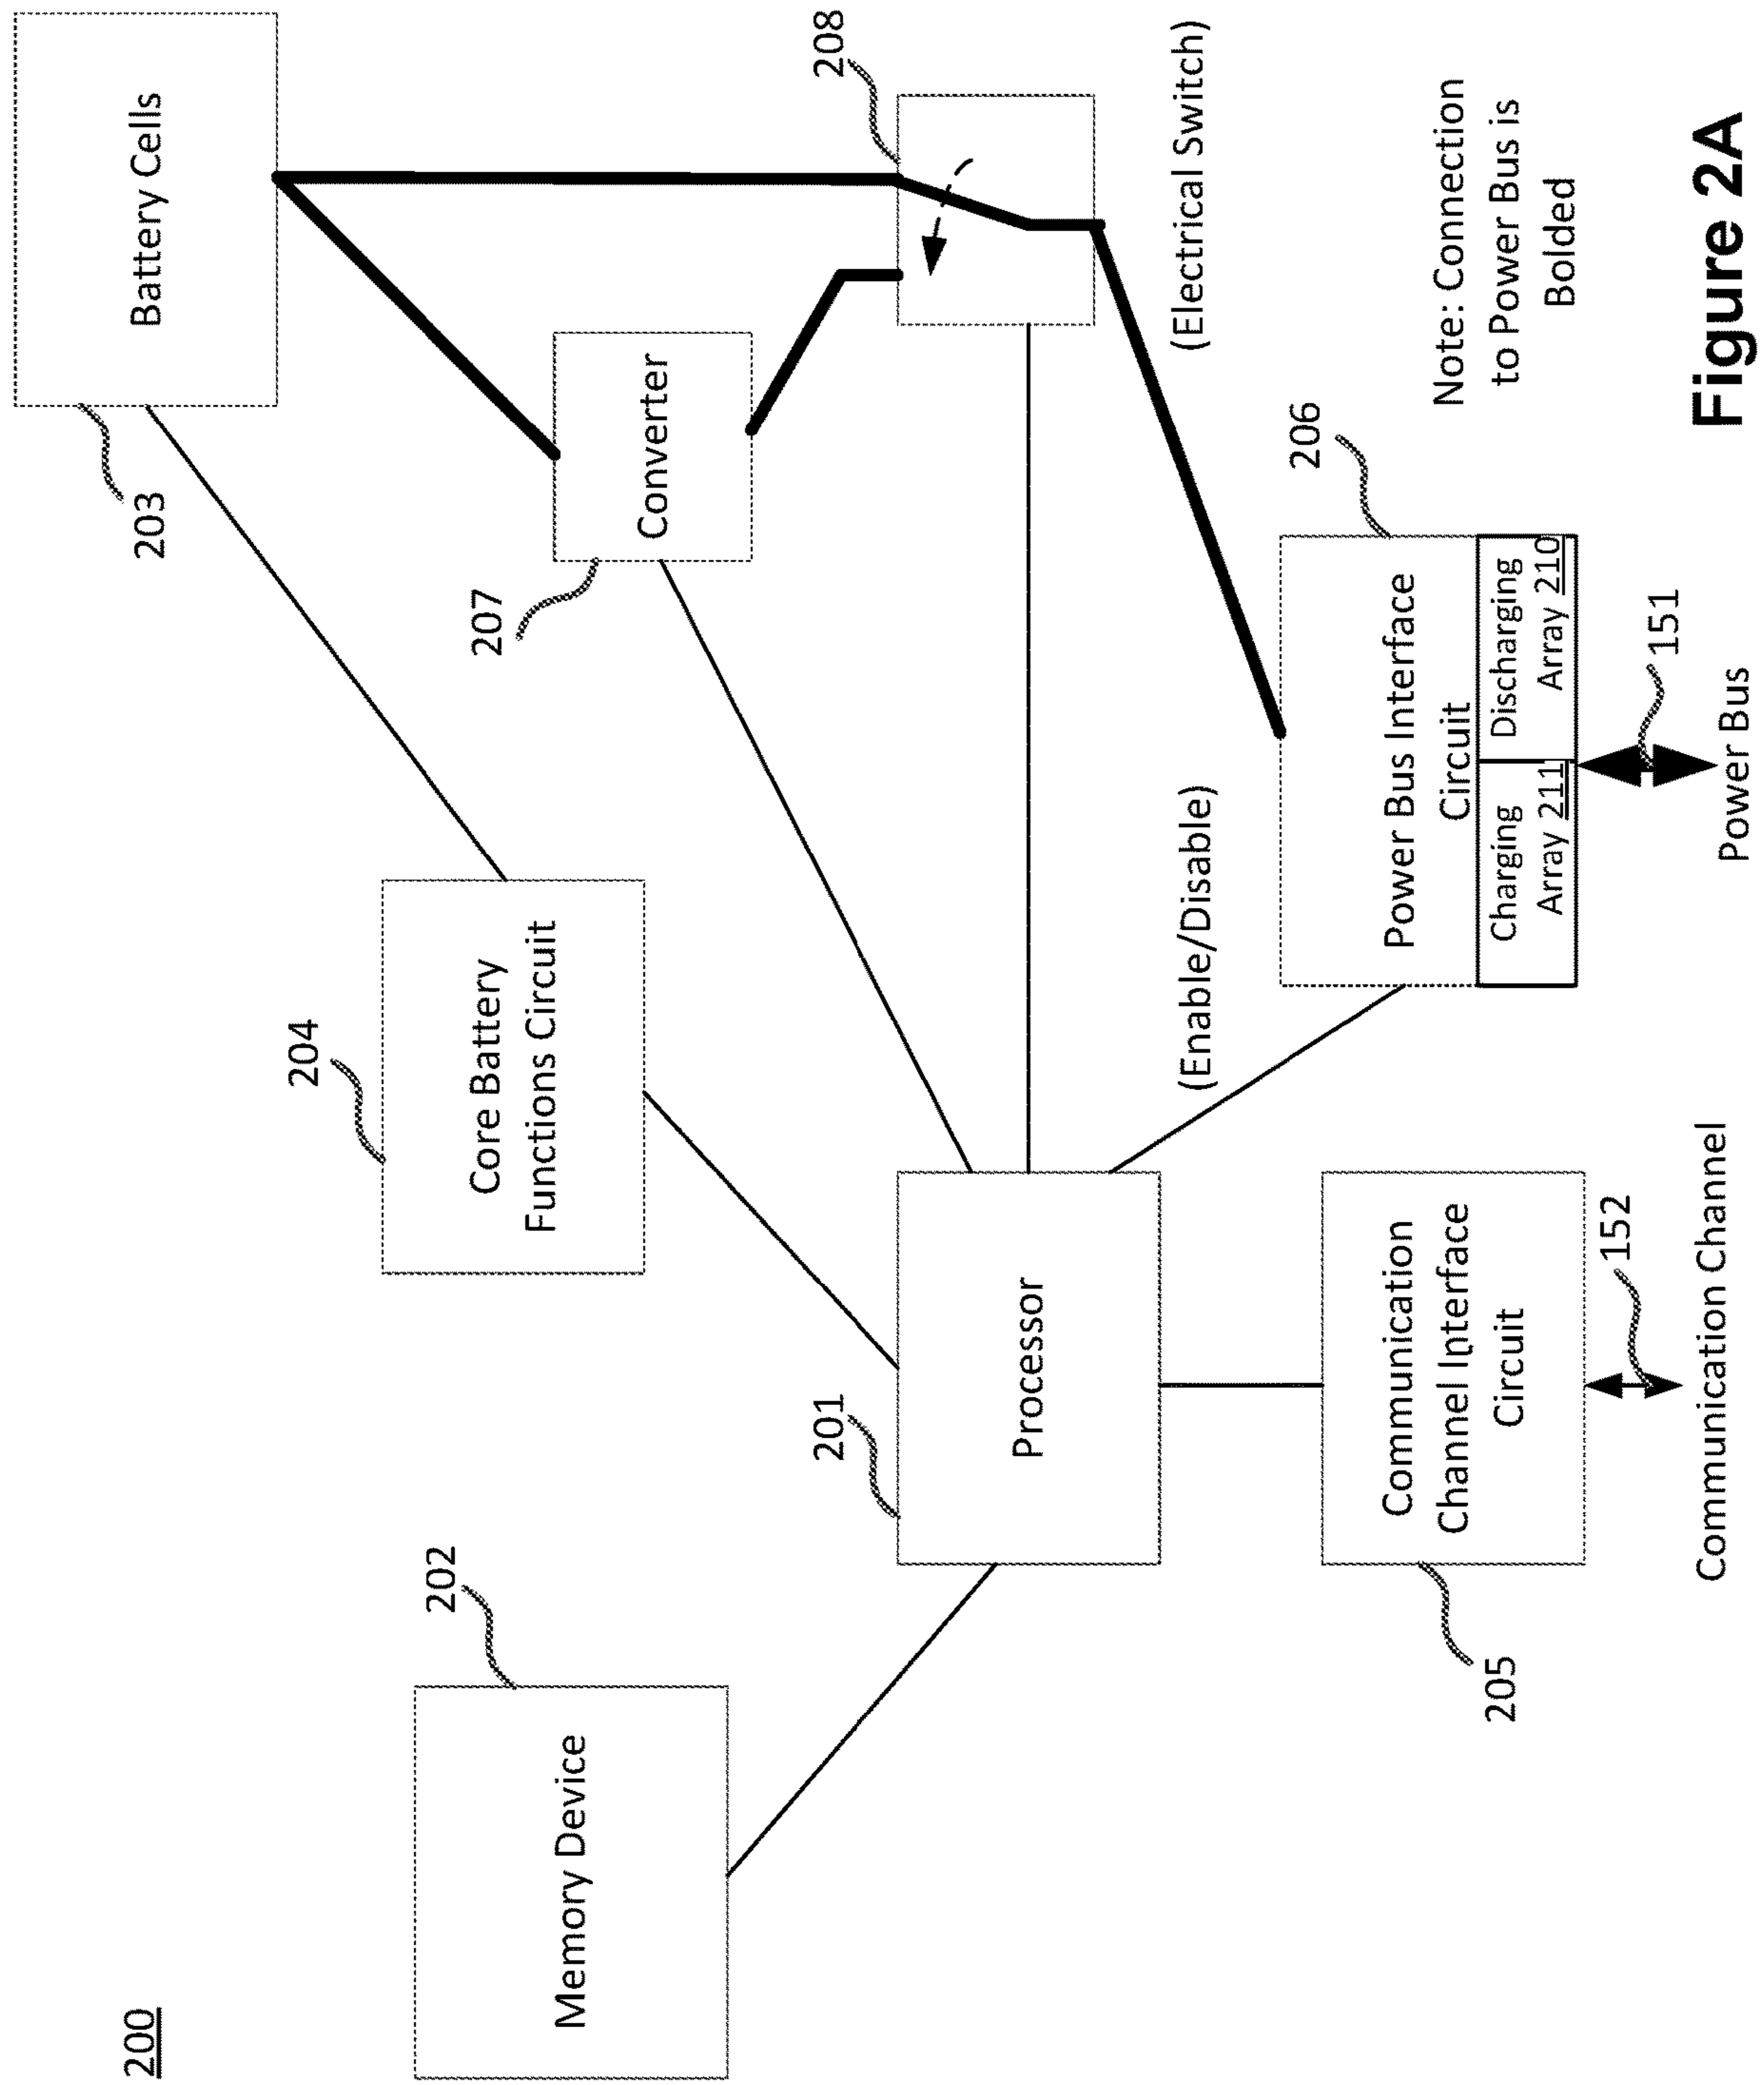 200
Memory Device
202
204
Core Battery
Functions Circuit
203
Battery Cells
207
Converter
208
(Electrical Switch)
201
Processor
(Enable/Disable)
205
Communication
Channel Interface
Circuit
152
Communication Channel
206
Power Bus Interface
Circuit
Charging
Array 211
Discharging
Array 210
151
Power Bus
Note: Connection
to Power Bus is
Bolded
Figure 2A